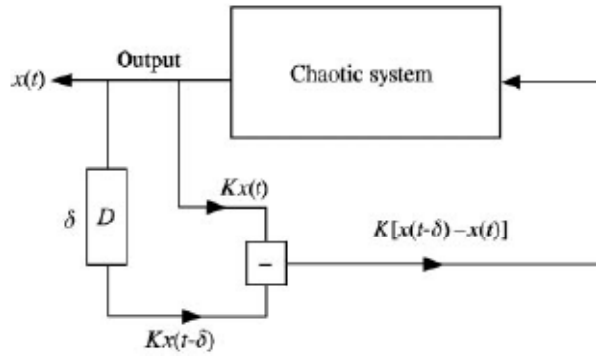 Output
x(t)
Chaotic system
Kx(t)
δ
D
K[x(t-δ)–x(t)]
–
Kx(t-δ)